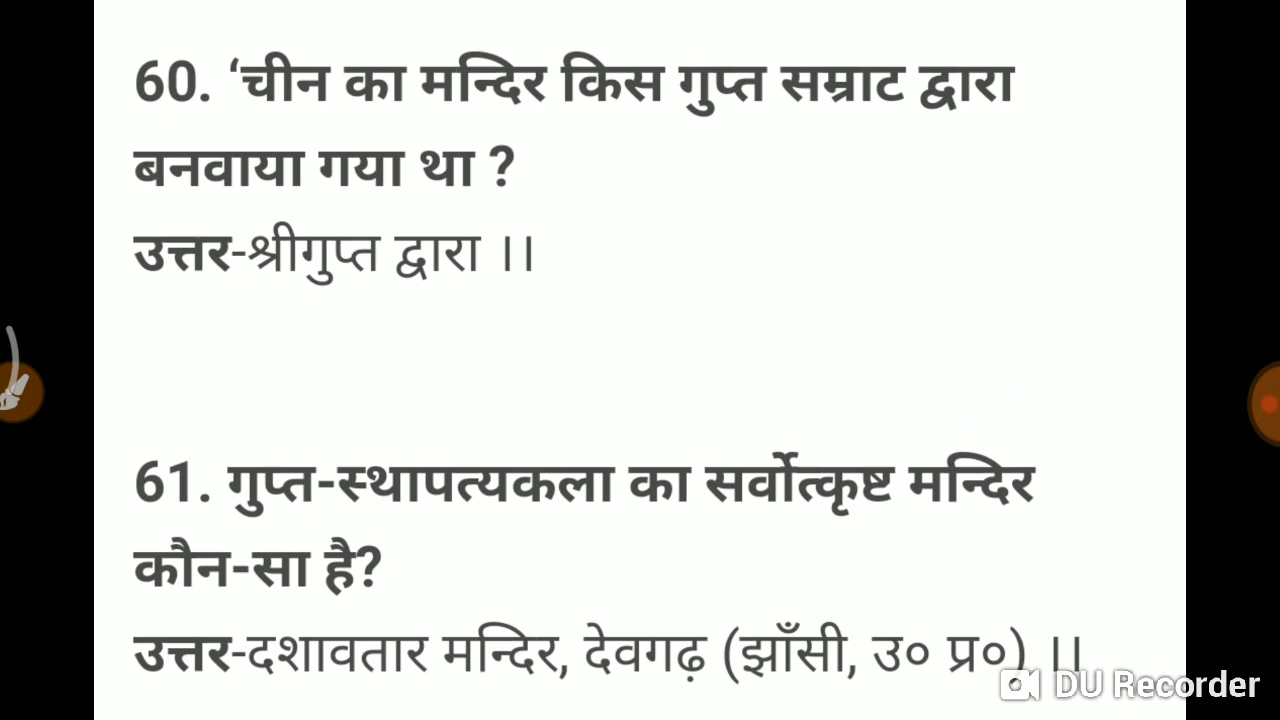 60. ‘चीन का मन्दिर किस गुप्त सम्राट द्वारा
बनवाया गया था ?
उत्तर-श्रीगुप्त द्वारा ।।
61. गुप्त-स्थापत्यकला का सर्वोत्कृष्ट मन्दिर
कौन-सा है?
उत्तर-दशावतार मन्दिर, देवगढ़ (झाँसी, उ० प्र०) ।।
DU Recorder